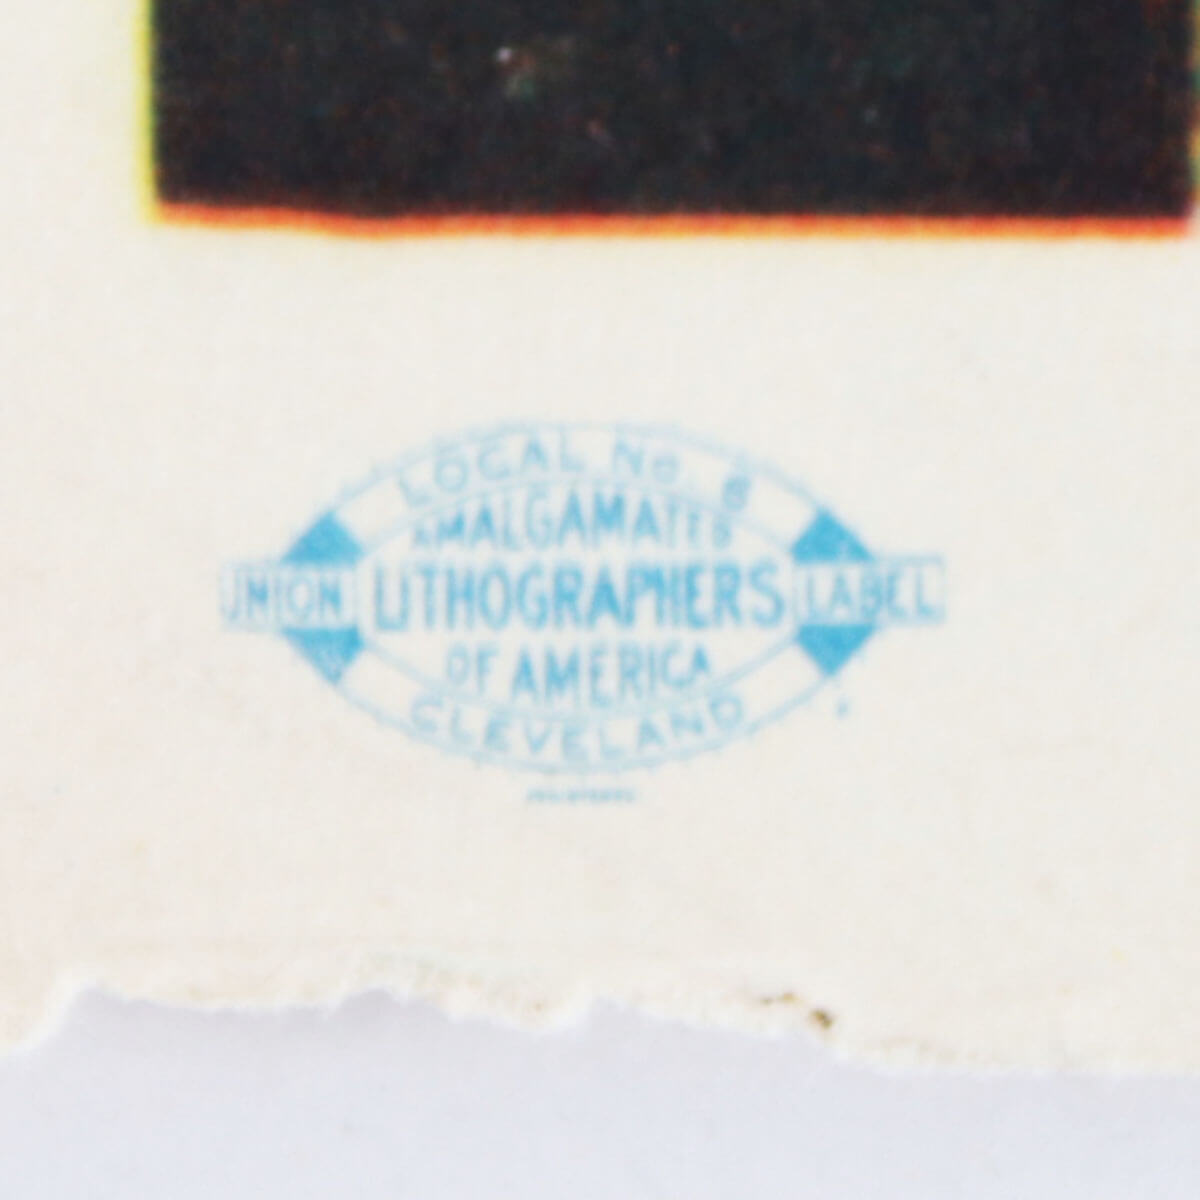 LOCAL No. 8
AMALGAMATED
UNION LITHOGRAPHERS LABEL
OF AMERICA
CLEVELAND